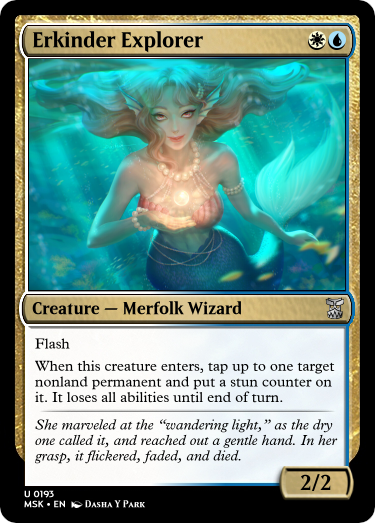 Erkinder Explorer
Creature — Merfolk Wizard
Flash
When this creature enters, tap up to one target
nonland permanent and put a stun counter on
it. It loses all abilities until end of turn.
She marveled at the “wandering light,” as the dry
one called it, and reached out a gentle hand. In her
grasp, it flickered, faded, and died.
2/2
U 0193
MSK • EN Dasha Y Park